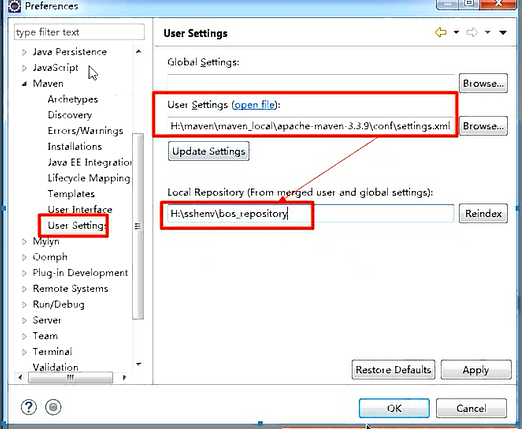 Preferences
type filter text
Java Persistence
JavaScript
Maven
Archetypes
Discovery
Errors/Warnings
Installations
Java EE Integratio
Lifecycle Mapping
Templates
User Interface
User Settings
Mylyn
Oomph
Plug-in Development
Remote Systems
Run/Debug
Server
Team
Terminal
Validation
User Settings
Global Settings:
Browse...
User Settings (open file):
H:\maven\maven_local\apache-maven-3.3.9\conf\settings.xml
Browse...
Update Settings
Local Repository (From merged user and global settings):
H:\sshenv\bos_repository
Reindex
Restore Defaults
Apply
OK
Cancel